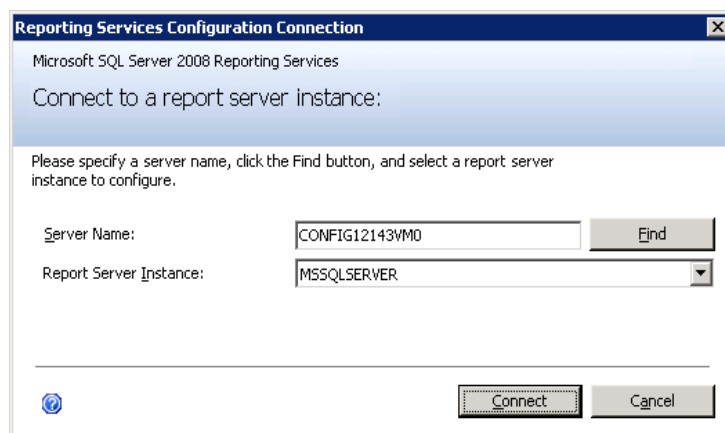 Reporting Services Configuration Connection
Microsoft SQL Server 2008 Reporting Services
Connect to a report server instance:
Please specify a server name, click the Find button, and select a report server
instance to configure.
Server Name: CONFIG12143VM0 Find
Report Server Instance: MSSQLSERVER
Connect Cancel